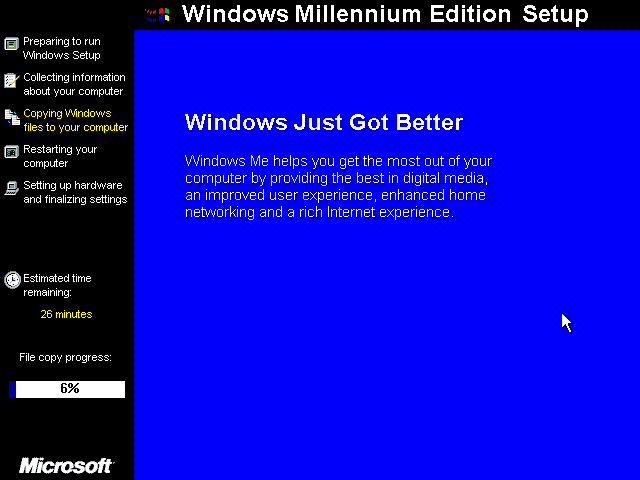 Windows Millennium Edition Setup
Preparing to run
Windows Setup
Collecting information
about your computer
Copying Windows
files to your computer
Restarting your
computer
Setting up hardware
and finalizing settings
Estimated time
remaining:
26 minutes
File copy progress:
6%
Microsoft
Windows Just Got Better
Windows Me helps you get the most out of your
computer by providing the best in digital media,
an improved user experience, enhanced home
networking and a rich Internet experience.